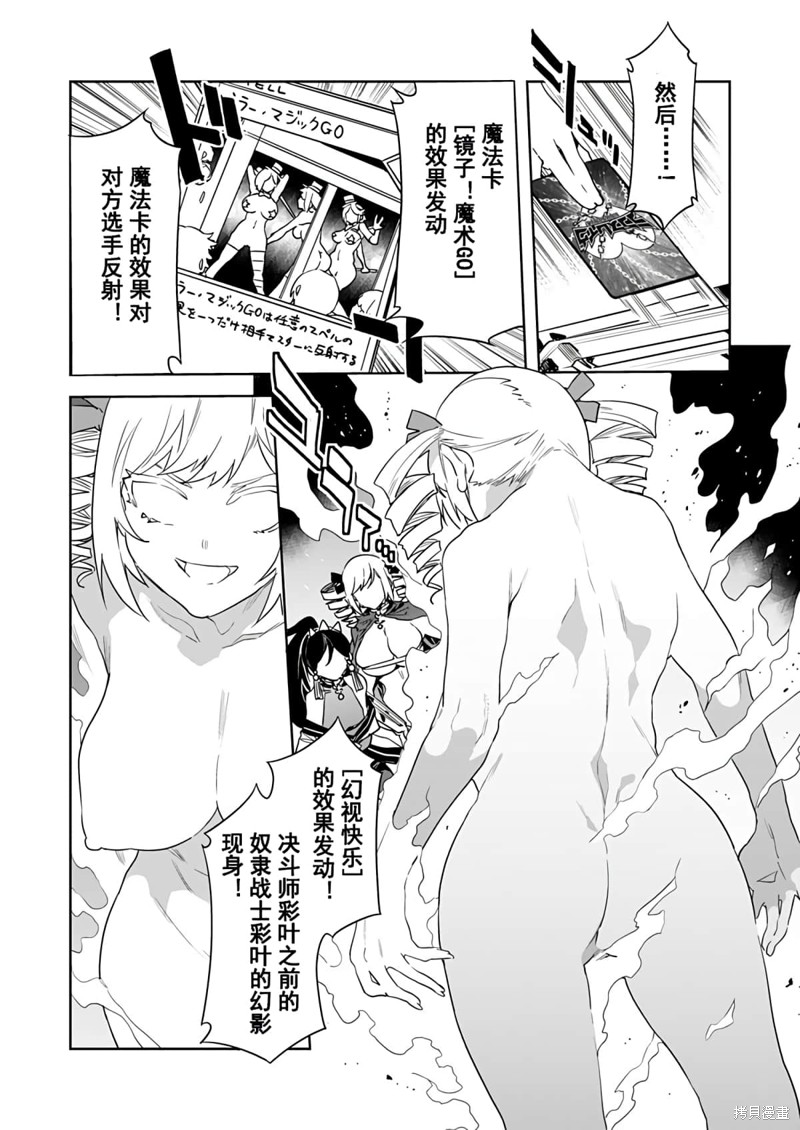 然后……！
魔法卡
[镜子！魔术GO]
的效果发动
魔法卡的效果对
对方选手反射！
ラー・マジックGO
ラー・マジックGOは任意のスペルの
果を一つだけ相手マスターに反射する
[幻视快乐]
的效果发动！
决斗师彩叶之前的
奴隶战士彩叶的幻影
现身！
拷贝漫畫